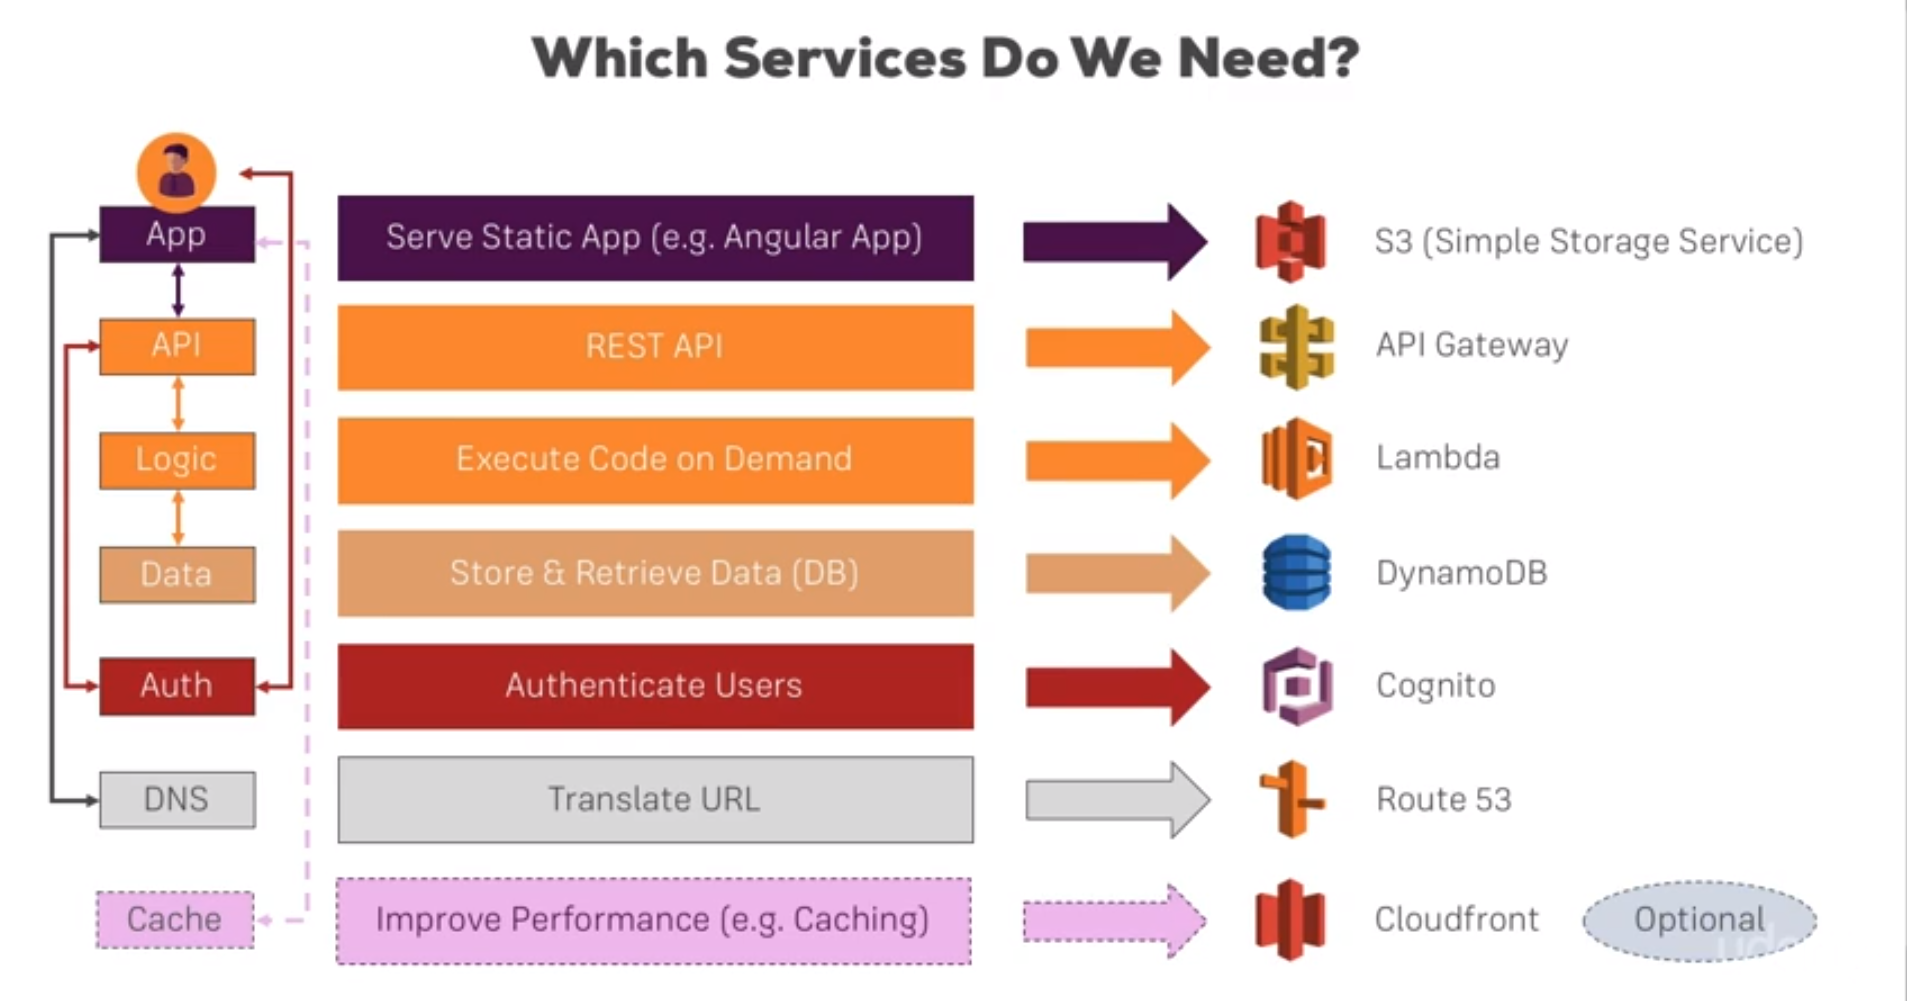 Which Services Do We Need?
App
Serve Static App (e.g. Angular App)
S3 (Simple Storage Service)
API
REST API
API Gateway
Logic
Execute Code on Demand
Lambda
Data
Store & Retrieve Data (DB)
DynamoDB
Auth
Authenticate Users
Cognito
DNS
Translate URL
Route 53
Cache
Improve Performance (e.g. Caching)
Cloudfront
Optional